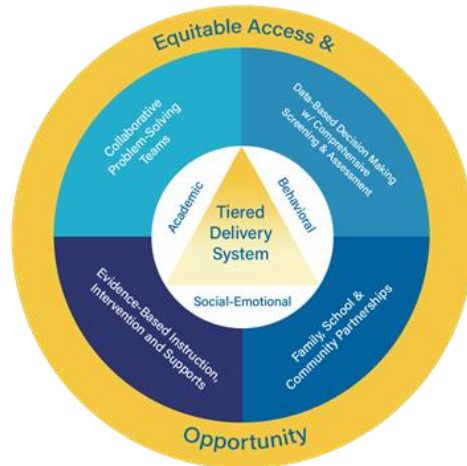 Equitable Access &
Collaborative
Problem-Solving
Teams
Data-Based Decision Making
w/ Comprehensive
Screening & Assessment
Academic
Behavioral
Tiered
Delivery
System
Social-Emotional
Evidence-Based Instruction,
Intervention and Supports
Family, School &
Community Partnerships
Opportunity